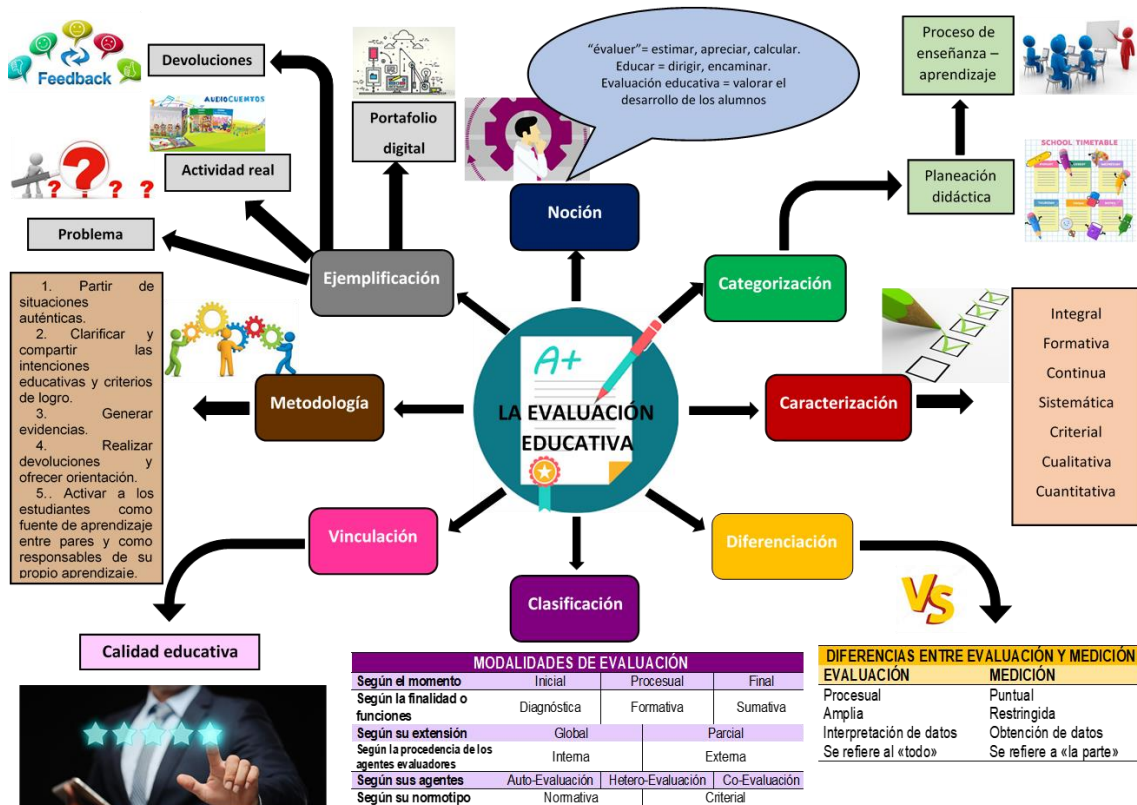 Feedback
Devoluciones
AUDIOCUENTOS
Actividad real
Problema
Portafolio
digital
"évaluer"= estimar, apreciar, calcular.
Educar = dirigir, encaminar.
Evaluación educativa = valorar el
desarrollo de los alumnos
Noción
Proceso de
enseñanza –
aprendizaje
SCHOOL TIMETABLE
Planeación
didáctica
Ejemplificación
Categorización
1. Partir de
situaciones
auténticas.
2. Clarificar y
compartir las
intenciones
educativas y criterios
de logro.
3. Generar
evidencias.
4. Realizar
devoluciones y
ofrecer orientación.
5.. Activar a los
estudiantes como
fuente de aprendizaje
entre pares y como
responsables de su
propio aprendizaje.
Metodología
A+
LA EVALUACIÓN
EDUCATIVA
Caracterización
Integral
Formativa
Continua
Sistemática
Criterial
Cualitativa
Cuantitativa
Vinculación
Diferenciación
Clasificación
VS
Calidad educativa
MODALIDADES DE EVALUACIÓN
Según el momento Inicial Procesual Final
Según la finalidad o
funciones Diagnóstica Formativa Sumativa
Según su extensión Global Parcial
Según la procedencia de los
agentes evaluadores Interna Externa
Según sus agentes Auto-Evaluación Hetero-Evaluación Co-Evaluación
Según su normotipo Normativa Criterial
DIFERENCIAS ENTRE EVALUACIÓN Y MEDICIÓN
EVALUACIÓN MEDICIÓN
Procesual Puntual
Amplia Restringida
Interpretación de datos Obtención de datos
Se refiere al «todo» Se refiere a «la parte»